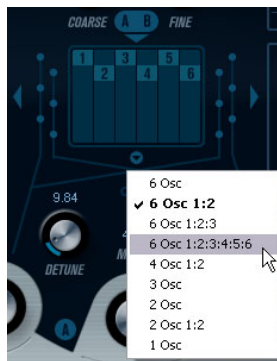 COARSE A B FINE
1 3 5
2 4 6
9.84
DETUNE
A
6 Osc
✓ 6 Osc 1:2
6 Osc 1:2:3
6 Osc 1:2:3:4:5:6
4 Osc 1:2
3 Osc
2 Osc
2 Osc 1:2
1 Osc